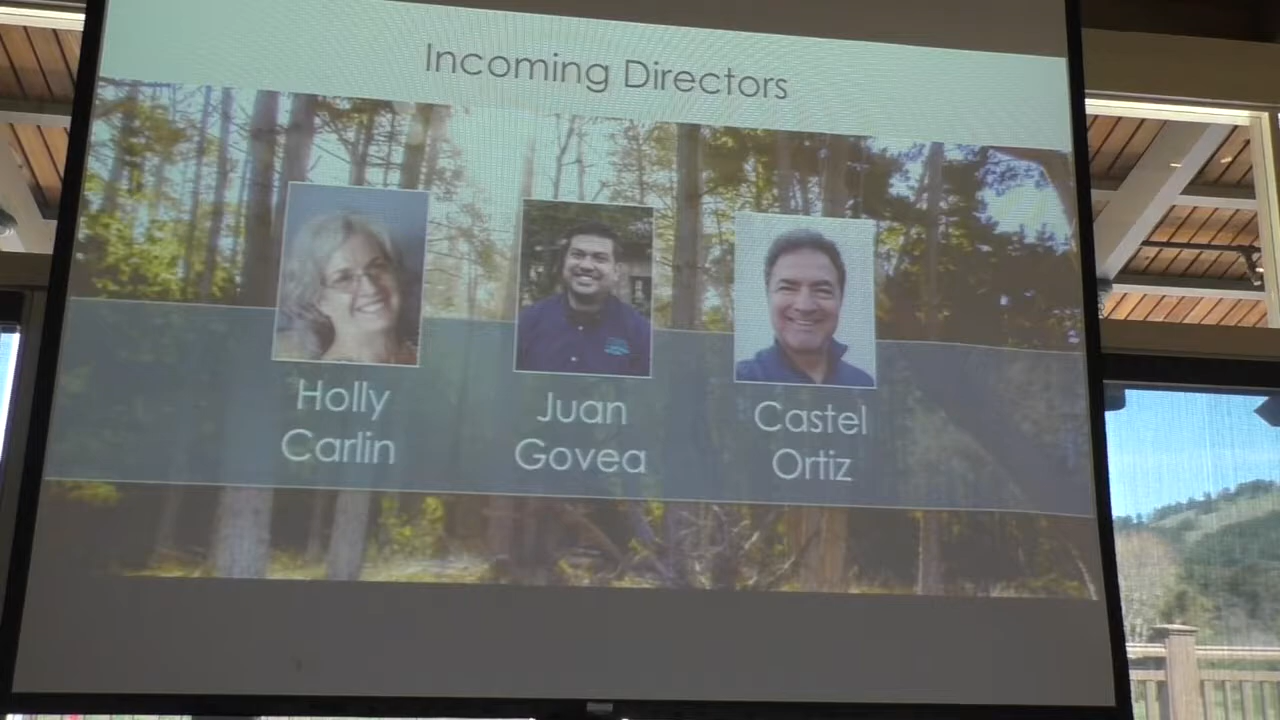 Incoming Directors
Holly
Carlin
Juan
Govea
Castel
Ortiz